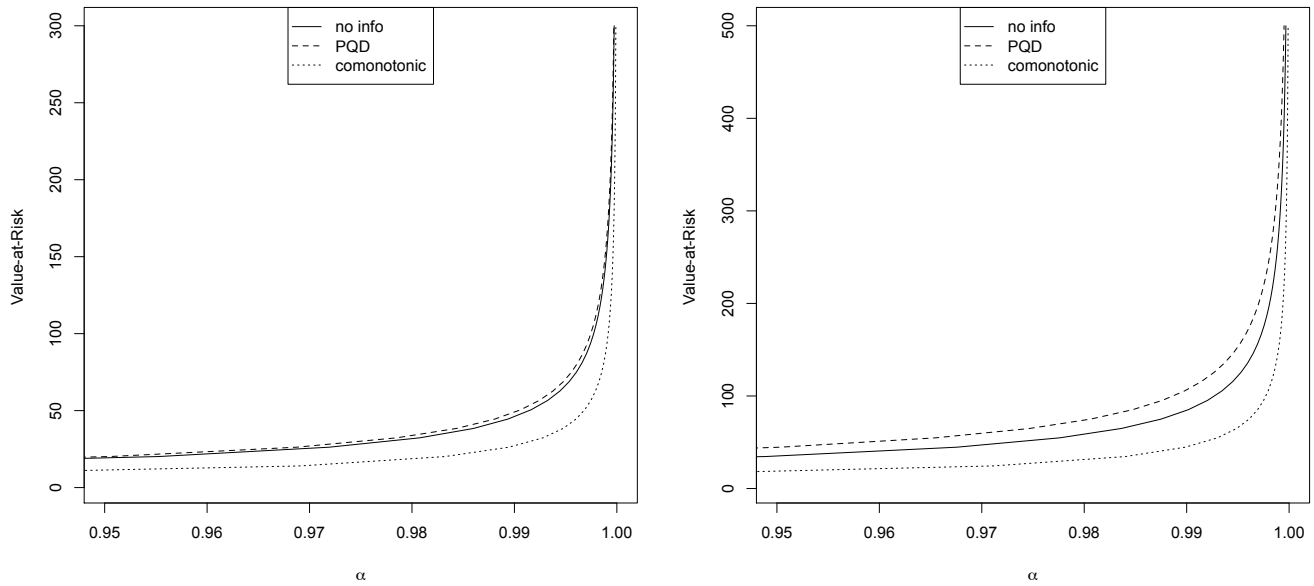 no info
PQD
comonotonic
300
250
200
150
100
50
0
Value-at-Risk
0.95 0.96 0.97 0.98 0.99 1.00
α
no info
PQD
comonotonic
500
400
300
200
100
0
Value-at-Risk
0.95 0.96 0.97 0.98 0.99 1.00
α